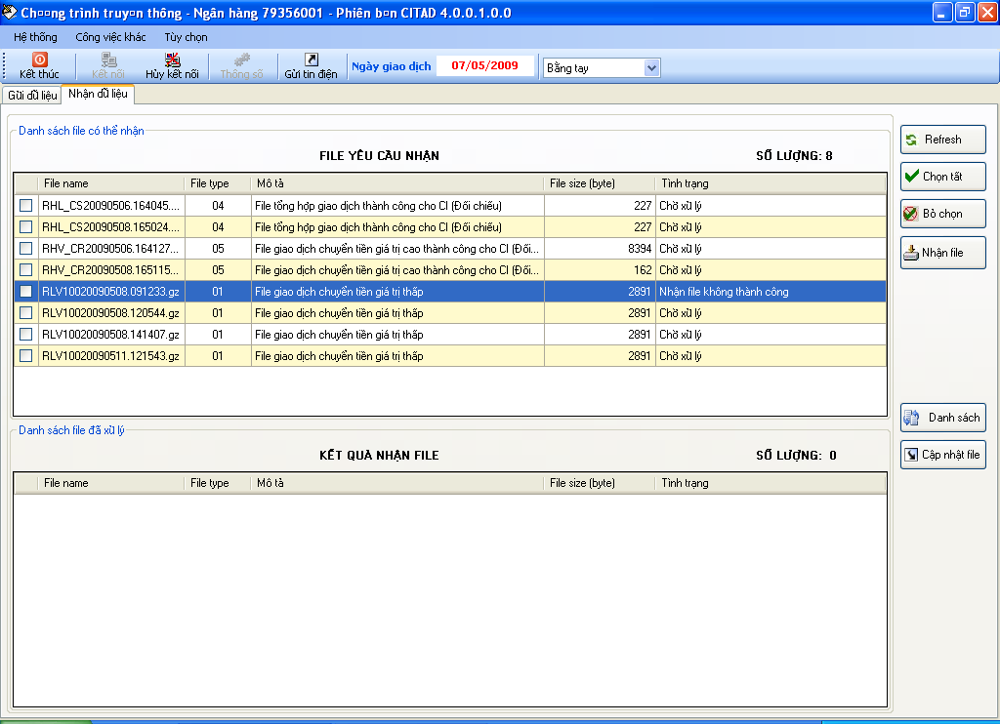 Ch¤¤ng trình truy¤n thông - Ngân hàng 79356001 - Phiên b¤n CITAD 4.0.0.1.0.0
Hệ thống Công việc khác Tùy chọn
Kết thúc Kết nối Hủy kết nối Thông số Gửi tin điện Ngày giao dịch 07/05/2009 Bằng tay
Gửi dữ liệu Nhận dữ liệu
Danh sách file có thể nhận
FILE YÊU CẦU NHẬN SỐ LƯỢNG: 8
File name File type Mô tả File size (byte) Tình trạng
RHL_CS20090506.164045.... 04 File tổng hợp giao dịch thành công cho CI (Đối chiếu) 227 Chờ xử lý
RHL_CS20090508.165024.... 04 File tổng hợp giao dịch thành công cho CI (Đối chiếu) 227 Chờ xử lý
RHV_CR20090506.164127... 05 File giao dịch chuyển tiền giá trị cao thành công cho CI (Đối... 8394 Chờ xử lý
RHV_CR20090508.165115... 05 File giao dịch chuyển tiền giá trị cao thành công cho CI (Đối... 162 Chờ xử lý
RLV10020090508.091233.gz 01 File giao dịch chuyển tiền giá trị thấp 2891 Nhận file không thành công
RLV10020090508.120544.gz 01 File giao dịch chuyển tiền giá trị thấp 2891 Chờ xử lý
RLV10020090508.141407.gz 01 File giao dịch chuyển tiền giá trị thấp 2891 Chờ xử lý
RLV10020090511.121543.gz 01 File giao dịch chuyển tiền giá trị thấp 2891 Chờ xử lý
Danh sách file đã xử lý
KẾT QUẢ NHẬN FILE SỐ LƯỢNG: 0
File name File type Mô tả File size (byte) Tình trạng
Refresh
Chọn tất
Bỏ chọn
Nhận file
Danh sách
Cập nhật file